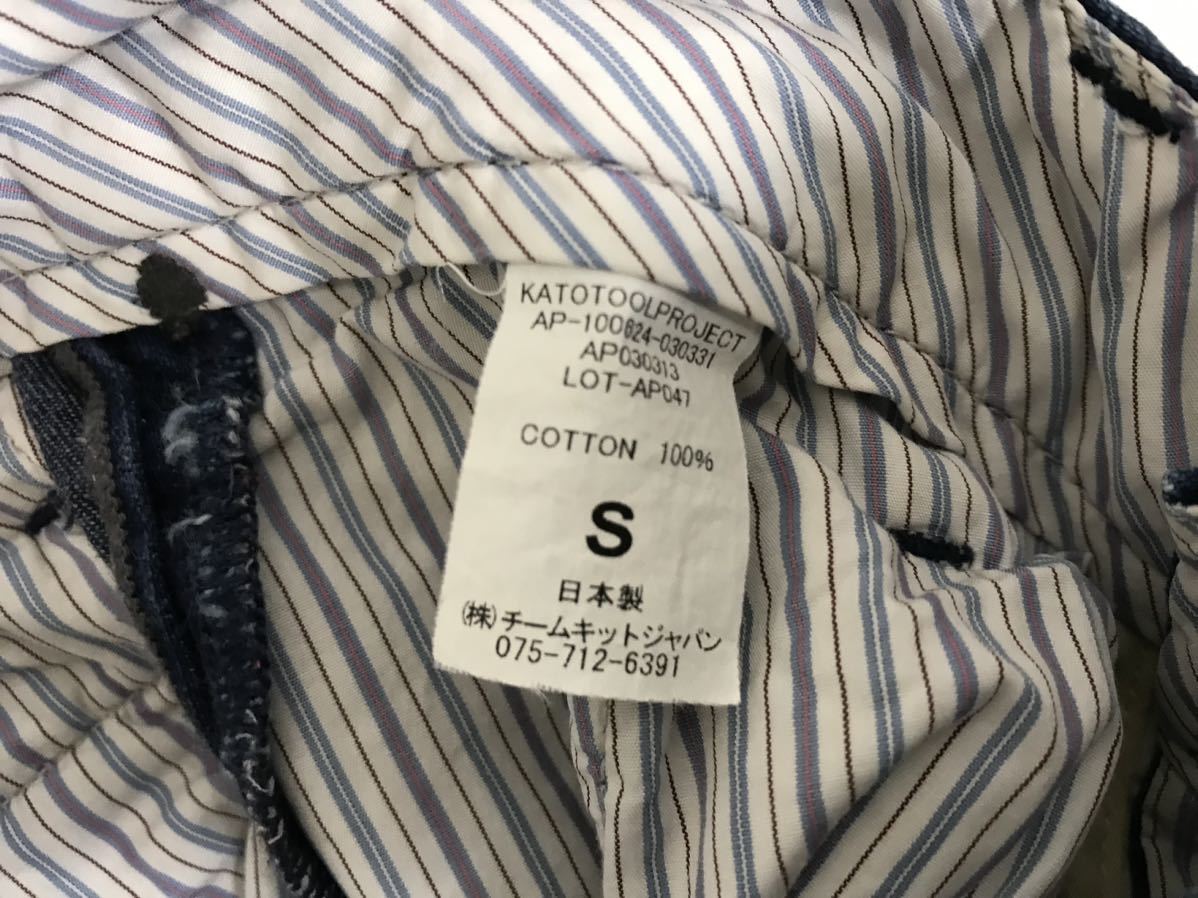 KATOTOOLPROJECT
AP-100624-030331
AP030313
LOT-AP047
COTTON 100%
S
日本製
(株)チームキットジャパン
075-712-6391